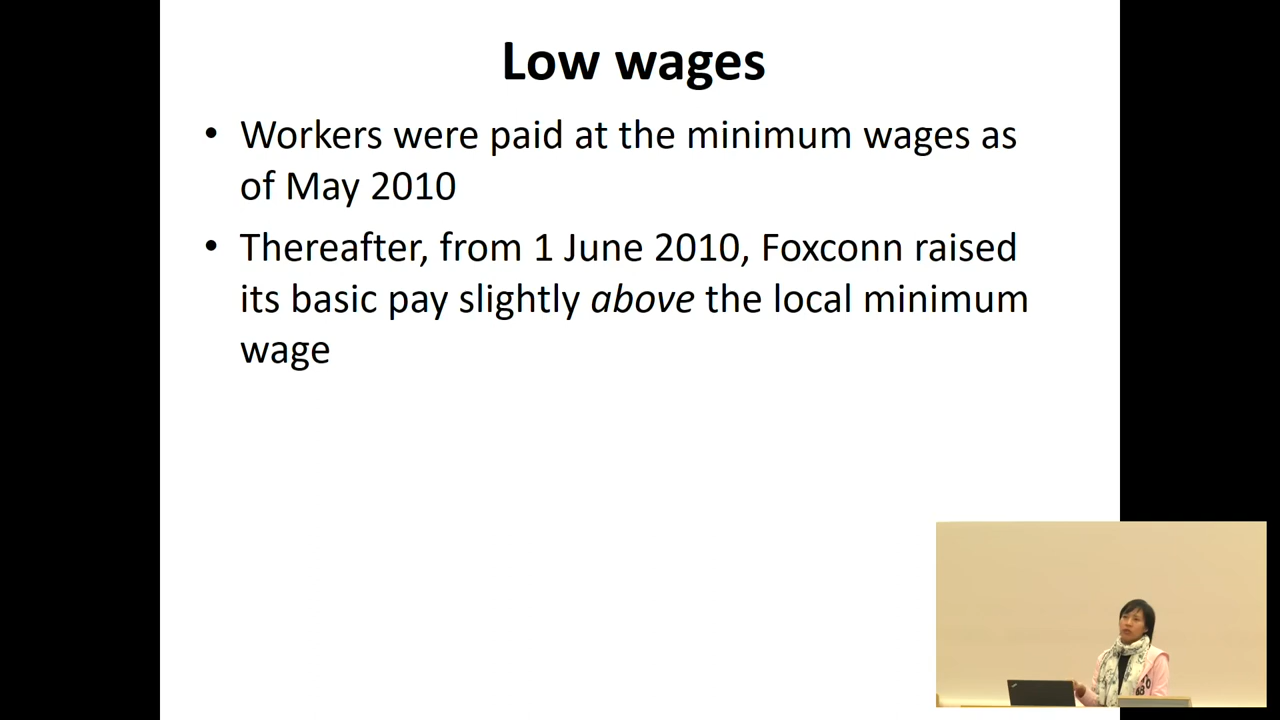 Low wages
• Workers were paid at the minimum wages as
of May 2010
• Thereafter, from 1 June 2010, Foxconn raised
its basic pay slightly above the local minimum
wage